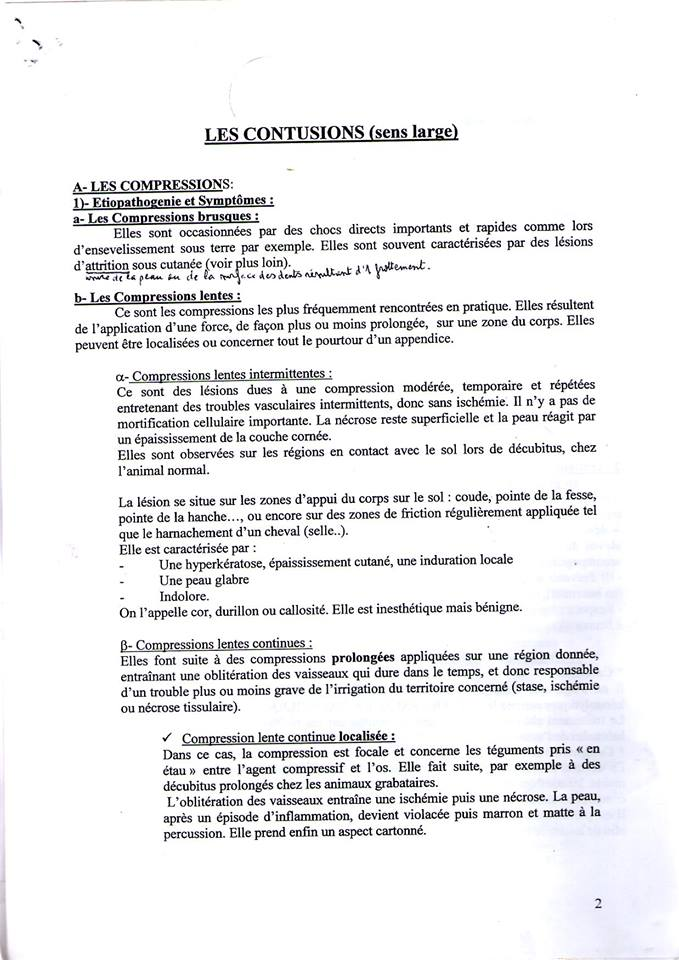 LES CONTUSIONS (sens large)
A- LES COMPRESSIONS:
1)- Etiopathogenie et Symptômes :
a- Les Compressions brusques :
Elles sont occasionnées par des chocs directs importants et rapides comme lors
d'ensevelissement sous terre par exemple. Elles sont souvent caractérisées par des lésions
d'attrition sous cutanée (voir plus loin).
usure de la peau ou de la surface des dents résultant d'1 frottement.
b- Les Compressions lentes :
Ce sont les compressions les plus fréquemment rencontrées en pratique. Elles résultent
de l'application d'une force, de façon plus ou moins prolongée, sur une zone du corps. Elles
peuvent être localisées ou concerner tout le pourtour d'un appendice.
α- Compressions lentes intermittentes :
Ce sont des lésions dues à une compression modérée, temporaire et répétées
entretenant des troubles vasculaires intermittents, donc sans ischémie. Il n'y a pas de
mortification cellulaire importante. La nécrose reste superficielle et la peau réagit par
un épaississement de la couche cornée.
Elles sont observées sur les régions en contact avec le sol lors de décubitus, chez
l'animal normal.
La lésion se situe sur les zones d'appui du corps sur le sol : coude, pointe de la fesse,
pointe de la hanche…, ou encore sur des zones de friction régulièrement appliquée tel
que le harnachement d'un cheval (selle..).
Elle est caractérisée par :
- Une hyperkératose, épaississement cutané, une induration locale
- Une peau glabre
- Indolore.
On l'appelle cor, durillon ou callosité. Elle est inesthétique mais bénigne.
β- Compressions lentes continues :
Elles font suite à des compressions prolongées appliquées sur une région donnée,
entraînant une oblitération des vaisseaux qui dure dans le temps, et donc responsable
d'un trouble plus ou moins grave de l'irrigation du territoire concerné (stase, ischémie
ou nécrose tissulaire).
✓ Compression lente continue localisée :
Dans ce cas, la compression est focale et concerne les téguments pris « en
étau » entre l'agent compressif et l'os. Elle fait suite, par exemple à des
décubitus prolongés chez les animaux grabataires.
L'oblitération des vaisseaux entraîne une ischémie puis une nécrose. La peau,
après un épisode d'inflammation, devient violacée puis marron et matte à la
percussion. Elle prend enfin un aspect cartonné.
2